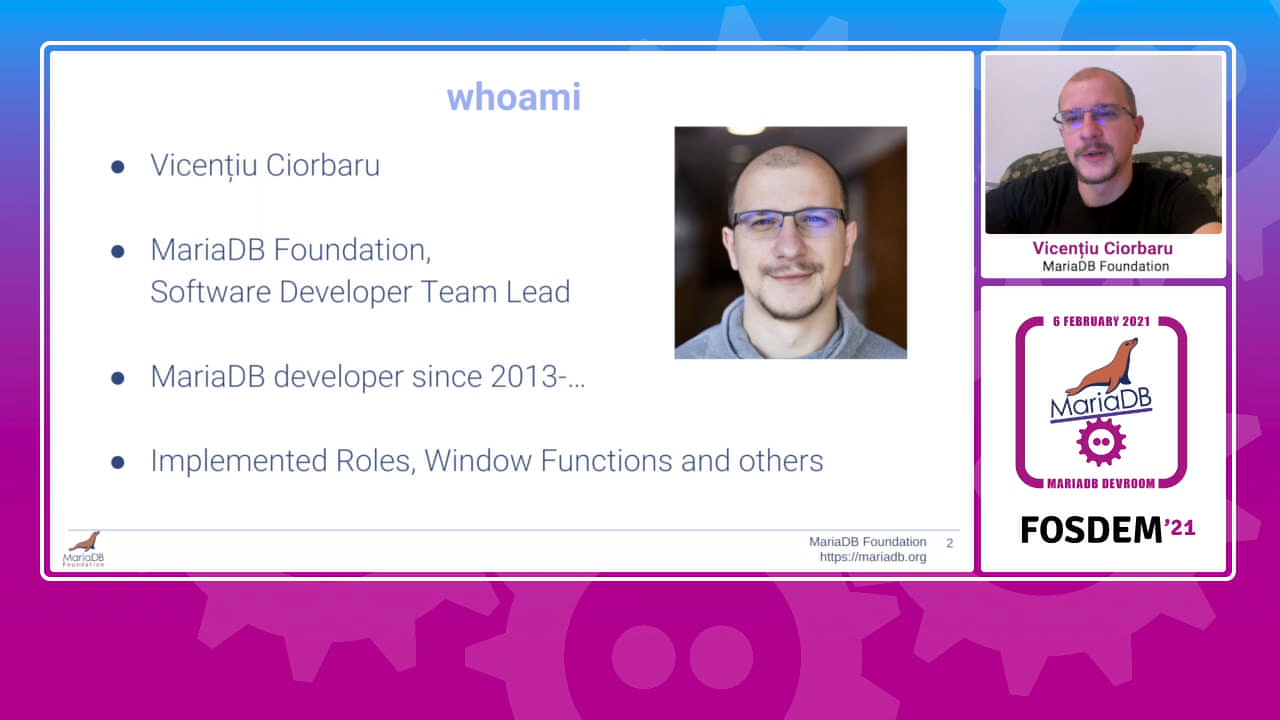 whoami
● Vicențiu Ciorbaru
● MariaDB Foundation,
Software Developer Team Lead
● MariaDB developer since 2013-...
● Implemented Roles, Window Functions and others
MariaDB
Foundation
MariaDB Foundation 2
https://mariadb.org
Vicențiu Ciorbaru
MariaDB Foundation
6 FEBRUARY 2021
MariaDB
MARIADB DEVROOM
FOSDEM'21